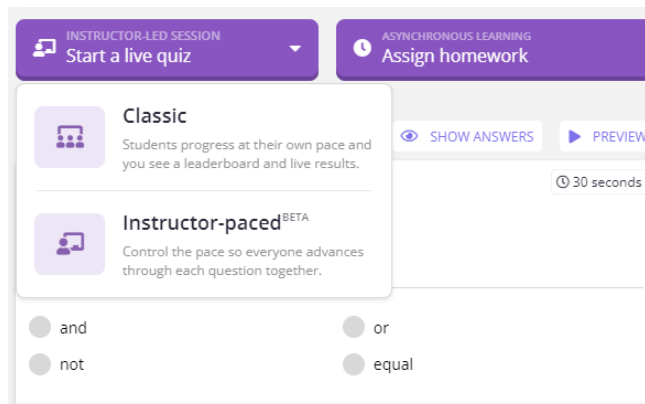 INSTRUCTOR-LED SESSION
Start a live quiz
ASYNCHRONOUS LEARNING
Assign homework
Classic
Students progress at their own pace and
you see a leaderboard and live results.
SHOW ANSWERS
PREVIEW
30 seconds
Instructor-paced BETA
Control the pace so everyone advances
through each question together.
and
or
not
equal